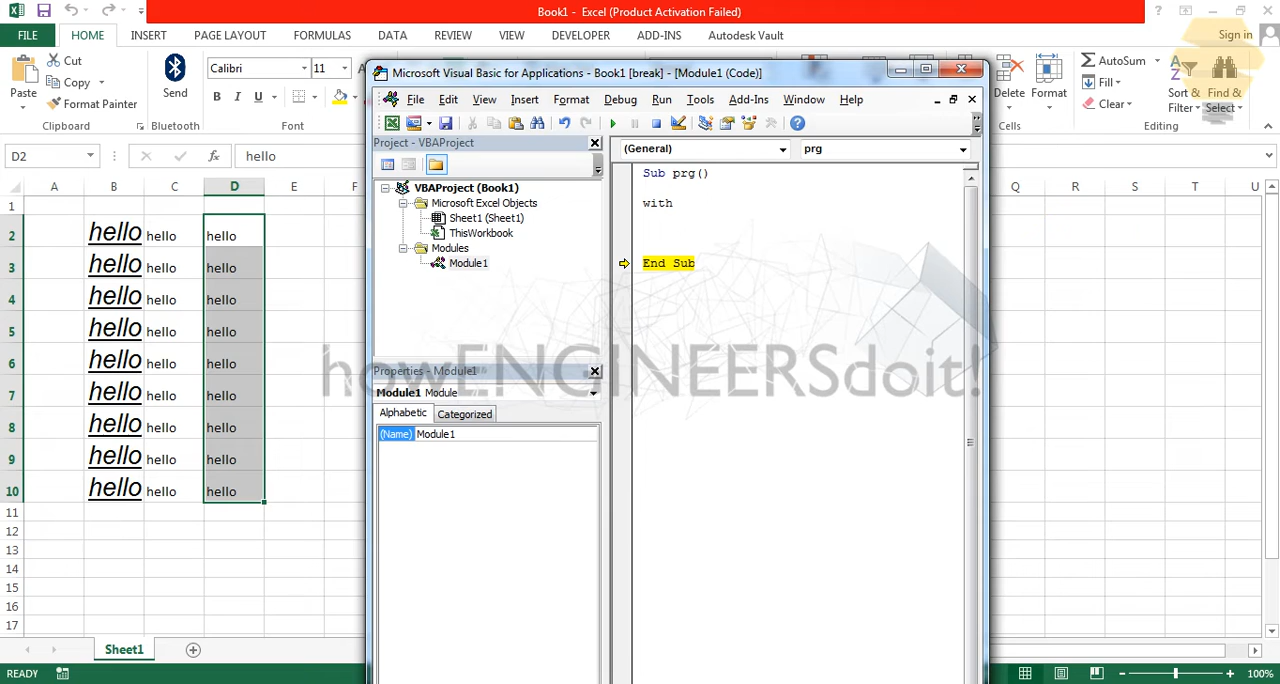 Book1 - Excel (Product Activation Failed)
FILE HOME INSERT PAGE LAYOUT FORMULAS DATA REVIEW VIEW DEVELOPER ADD-INS Autodesk Vault Sign in
Paste
Cut
Copy
Format Painter
Clipboard
Send
Bluetooth
Calibri 11
B I U
Font
Delete
Format
Cells
AutoSum
Fill
Clear
Sort &
Filter
Find &
Select
Editing
D2 fx hello
A B C D E F Q R S T U
1
2 hello hello hello
3 hello hello hello
4 hello hello hello
5 hello hello hello
6 hello hello hello
7 hello hello hello
8 hello hello hello
9 hello hello hello
10 hello hello hello
11
12
13
14
15
16
17
Microsoft Visual Basic for Applications - Book1 [break] - [Module1 (Code)]
File Edit View Insert Format Debug Run Tools Add-Ins Window Help
Project - VBAProject
VBAProject (Book1)
Microsoft Excel Objects
Sheet1 (Sheet1)
ThisWorkbook
Modules
Module1
Properties - Module1
Module1 Module
Alphabetic Categorized
(Name) Module1
(General) prg
Sub prg()
with
End Sub
howENGINEERSdoit!
Sheet1
READY 100%